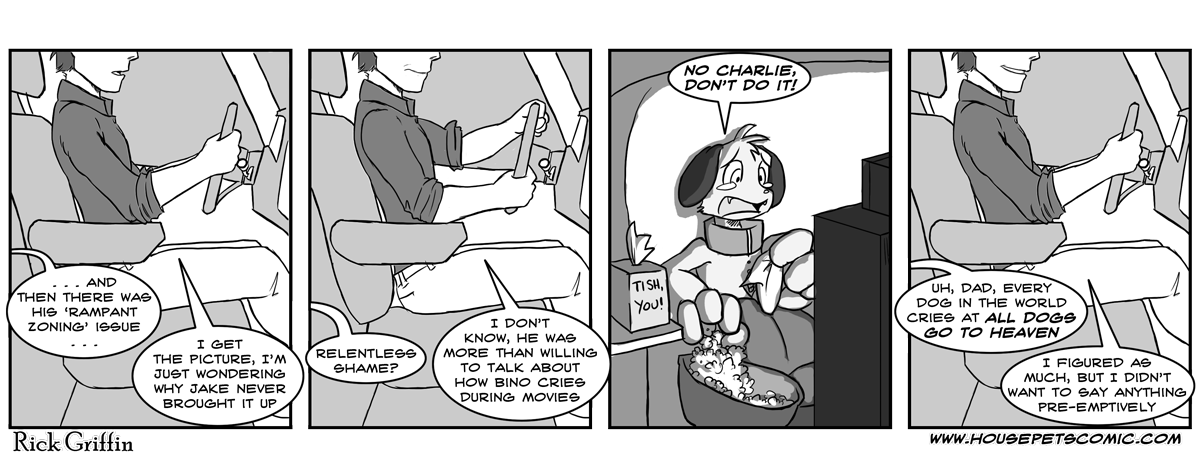 . . . AND
THEN THERE WAS
HIS 'RAMPANT
ZONING' ISSUE
. . .
I GET
THE PICTURE, I'M
JUST WONDERING
WHY JAKE NEVER
BROUGHT IT UP
RELENTLESS
SHAME?
I DON'T
KNOW, HE WAS
MORE THAN WILLING
TO TALK ABOUT
HOW BINO CRIES
DURING MOVIES
NO CHARLIE,
DON'T DO IT!
TISH,
YOU!
UH, DAD, EVERY
DOG IN THE WORLD
CRIES AT ALL DOGS
GO TO HEAVEN
I FIGURED AS
MUCH, BUT I DIDN'T
WANT TO SAY ANYTHING
PRE-EMPTIVELY
Rick Griffin
WWW.HOUSEPETSCOMIC.COM